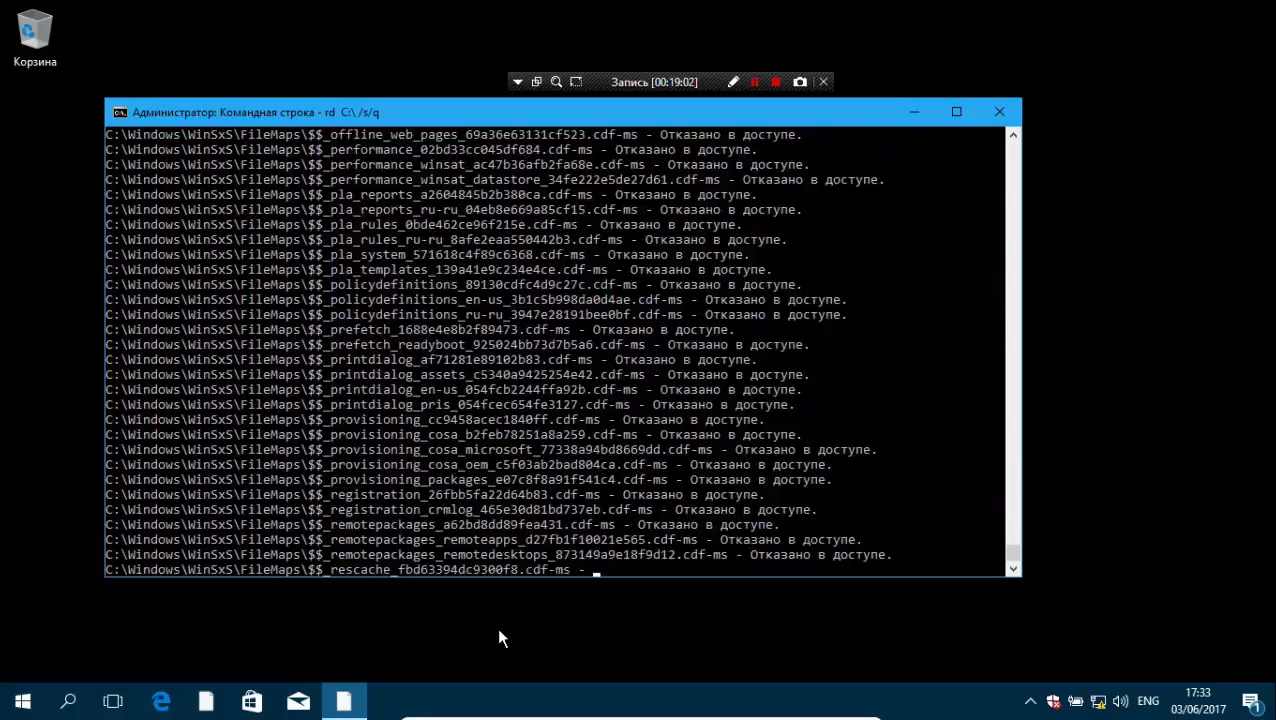 Корзина
Запись [00:19:02]
Администратор: Командная строка - rd C:\ /s/q
C:\Windows\WinSxS\FileMaps\$$_offline_web_pages_69a36e63131cf523.cdf-ms - Отказано в доступе.
C:\Windows\WinSxS\FileMaps\$$_performance_02bd33cc045df684.cdf-ms - Отказано в доступе.
C:\Windows\WinSxS\FileMaps\$$_performance_winsat_ac47b36afb2fa68e.cdf-ms - Отказано в доступе.
C:\Windows\WinSxS\FileMaps\$$_performance_winsat_datastore_34fe222e5de27d61.cdf-ms - Отказано в доступе.
C:\Windows\WinSxS\FileMaps\$$_pla_reports_a2604845b2b380ca.cdf-ms - Отказано в доступе.
C:\Windows\WinSxS\FileMaps\$$_pla_reports_ru-ru_04eb8e669a85cf15.cdf-ms - Отказано в доступе.
C:\Windows\WinSxS\FileMaps\$$_pla_rules_0bde462ce96f215e.cdf-ms - Отказано в доступе.
C:\Windows\WinSxS\FileMaps\$$_pla_rules_ru-ru_8afe2eaa550442b3.cdf-ms - Отказано в доступе.
C:\Windows\WinSxS\FileMaps\$$_pla_system_571618c4f89c6368.cdf-ms - Отказано в доступе.
C:\Windows\WinSxS\FileMaps\$$_pla_templates_139a41e9c234e4ce.cdf-ms - Отказано в доступе.
C:\Windows\WinSxS\FileMaps\$$_policydefinitions_89130cdfc4d9c27c.cdf-ms - Отказано в доступе.
C:\Windows\WinSxS\FileMaps\$$_policydefinitions_en-us_3b1c5b998da0d4ae.cdf-ms - Отказано в доступе.
C:\Windows\WinSxS\FileMaps\$$_policydefinitions_ru-ru_3947e28191bee0bf.cdf-ms - Отказано в доступе.
C:\Windows\WinSxS\FileMaps\$$_prefetch_1688e4e8b2f89473.cdf-ms - Отказано в доступе.
C:\Windows\WinSxS\FileMaps\$$_prefetch_readyboot_925024bb73d7b5a6.cdf-ms - Отказано в доступе.
C:\Windows\WinSxS\FileMaps\$$_printdialog_af71281e89102b83.cdf-ms - Отказано в доступе.
C:\Windows\WinSxS\FileMaps\$$_printdialog_assets_c5340a9425254e42.cdf-ms - Отказано в доступе.
C:\Windows\WinSxS\FileMaps\$$_printdialog_en-us_054fcb2244ffa92b.cdf-ms - Отказано в доступе.
C:\Windows\WinSxS\FileMaps\$$_printdialog_pris_054fcec654fe3127.cdf-ms - Отказано в доступе.
C:\Windows\WinSxS\FileMaps\$$_provisioning_cc9458acec1840ff.cdf-ms - Отказано в доступе.
C:\Windows\WinSxS\FileMaps\$$_provisioning_cosa_b2feb78251a8a259.cdf-ms - Отказано в доступе.
C:\Windows\WinSxS\FileMaps\$$_provisioning_cosa_microsoft_77338a94bd8669dd.cdf-ms - Отказано в доступе.
C:\Windows\WinSxS\FileMaps\$$_provisioning_cosa_oem_c5f03ab2bad804ca.cdf-ms - Отказано в доступе.
C:\Windows\WinSxS\FileMaps\$$_provisioning_packages_e07c8f8a91f541c4.cdf-ms - Отказано в доступе.
C:\Windows\WinSxS\FileMaps\$$_registration_26fbb5fa22d64b83.cdf-ms - Отказано в доступе.
C:\Windows\WinSxS\FileMaps\$$_registration_crmlog_465e30d81bd737eb.cdf-ms - Отказано в доступе.
C:\Windows\WinSxS\FileMaps\$$_remotepackages_a62bd8dd89fea431.cdf-ms - Отказано в доступе.
C:\Windows\WinSxS\FileMaps\$$_remotepackages_remoteapps_d27fb1f10021e565.cdf-ms - Отказано в доступе.
C:\Windows\WinSxS\FileMaps\$$_remotepackages_remotedesktops_873149a9e18f9d12.cdf-ms - Отказано в доступе.
C:\Windows\WinSxS\FileMaps\$$_rescache_fbd63394dc9300f8.cdf-ms -
ENG
17:33
03/06/2017
1